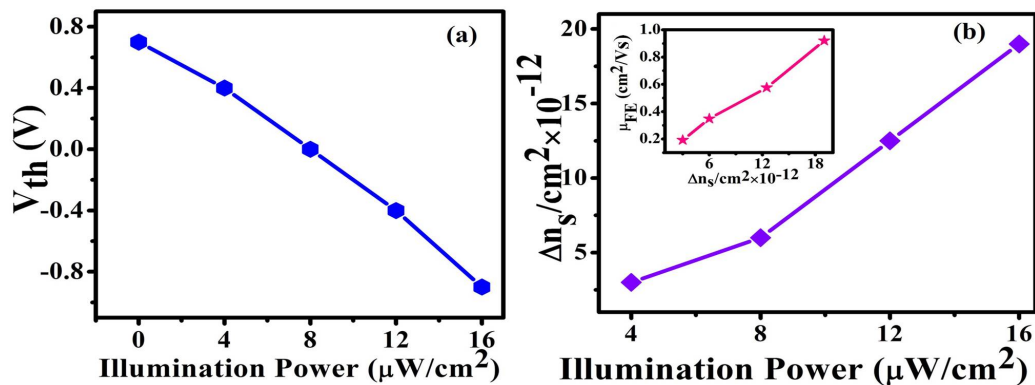 (a)
0.8
0.4
0.0
-0.4
-0.8
V_th (V)
0 4 8 12 16
Illumination Power (μW/cm²)
(b)
20
15
10
5
Δn_s/cm²×10⁻¹²
4 8 12 16
Illumination Power (μW/cm²)
1.0
0.8
0.6
0.4
0.2
μ_FE (cm²/Vs)
6 12 18
Δn_s/cm²×10⁻¹²